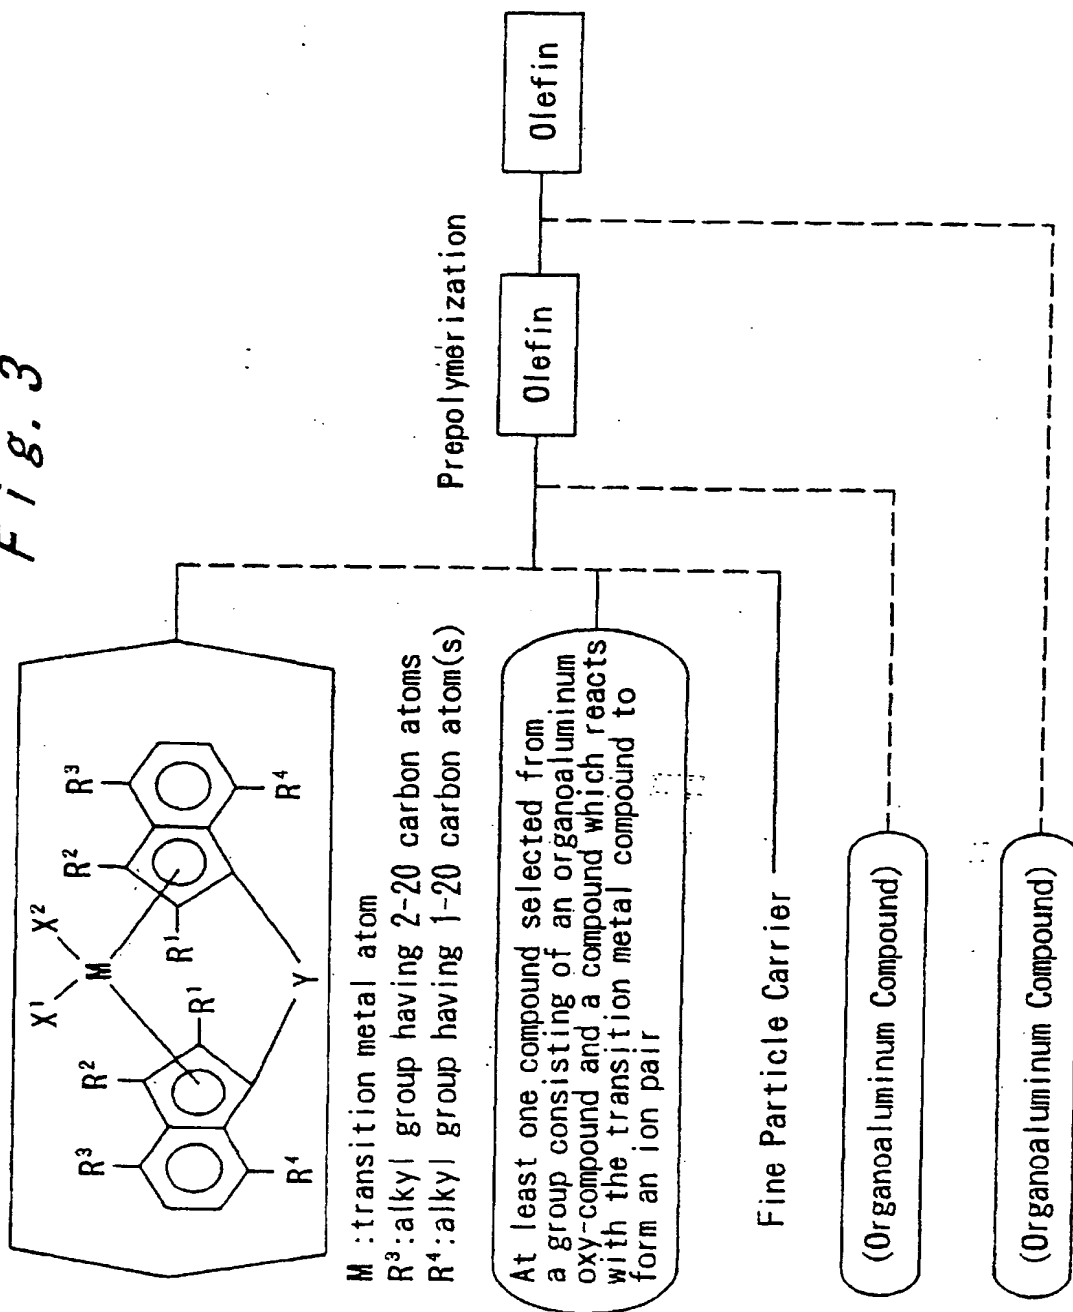 Fig. 3
X¹ X²
M
R³ R² R¹ R⁴
R¹ R² R³ R⁴
Y
M :transition metal atom
R³:alkyl group having 2-20 carbon atoms
R⁴:alkyl group having 1-20 carbon atom(s)
At least one compound selected from
a group consisting of an organoaluminum
oxy-compound and a compound which reacts
with the transition metal compound to
form an ion pair
Fine Particle Carrier
(Organoaluminum Compound)
(Organoaluminum Compound)
Prepolymerization
Olefin
Olefin